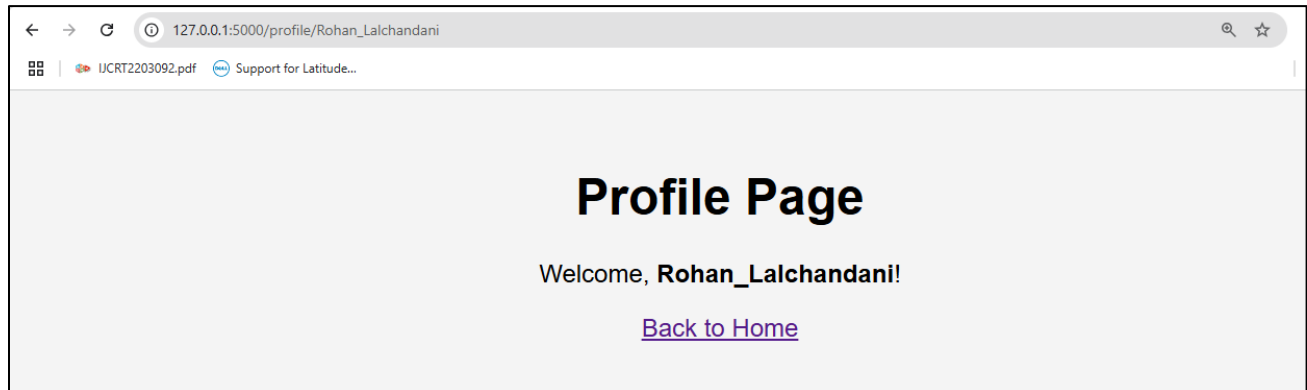 127.0.0.1:5000/profile/Rohan_Lalchandani
IJCRT2203092.pdf Support for Latitude...
Profile Page
Welcome, Rohan_Lalchandani!
Back to Home